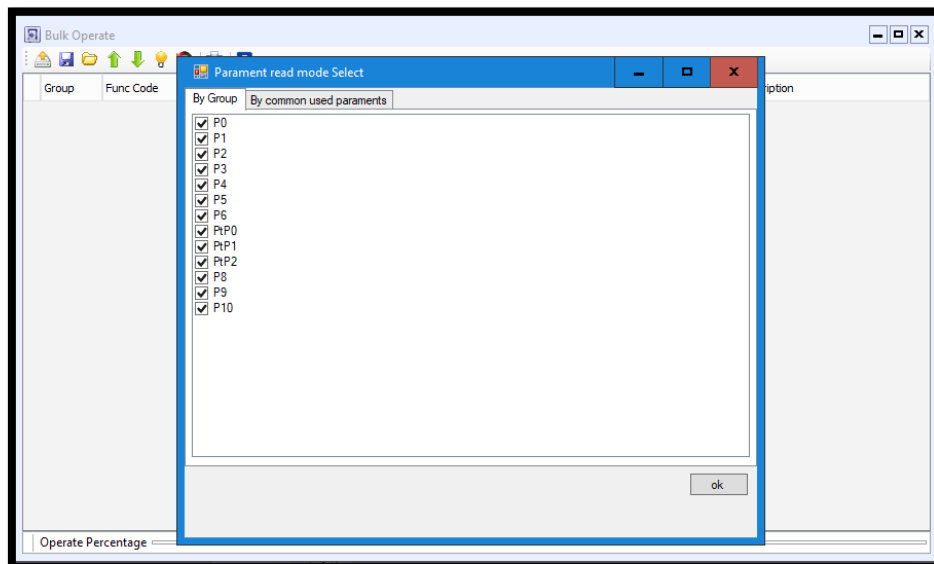 Bulk Operate
Parament read mode Select
Group Func Code
By Group By common used paraments
P0
P1
P2
P3
P4
P5
P6
PtP0
PtP1
PtP2
P8
P9
P10
ok
Operate Percentage